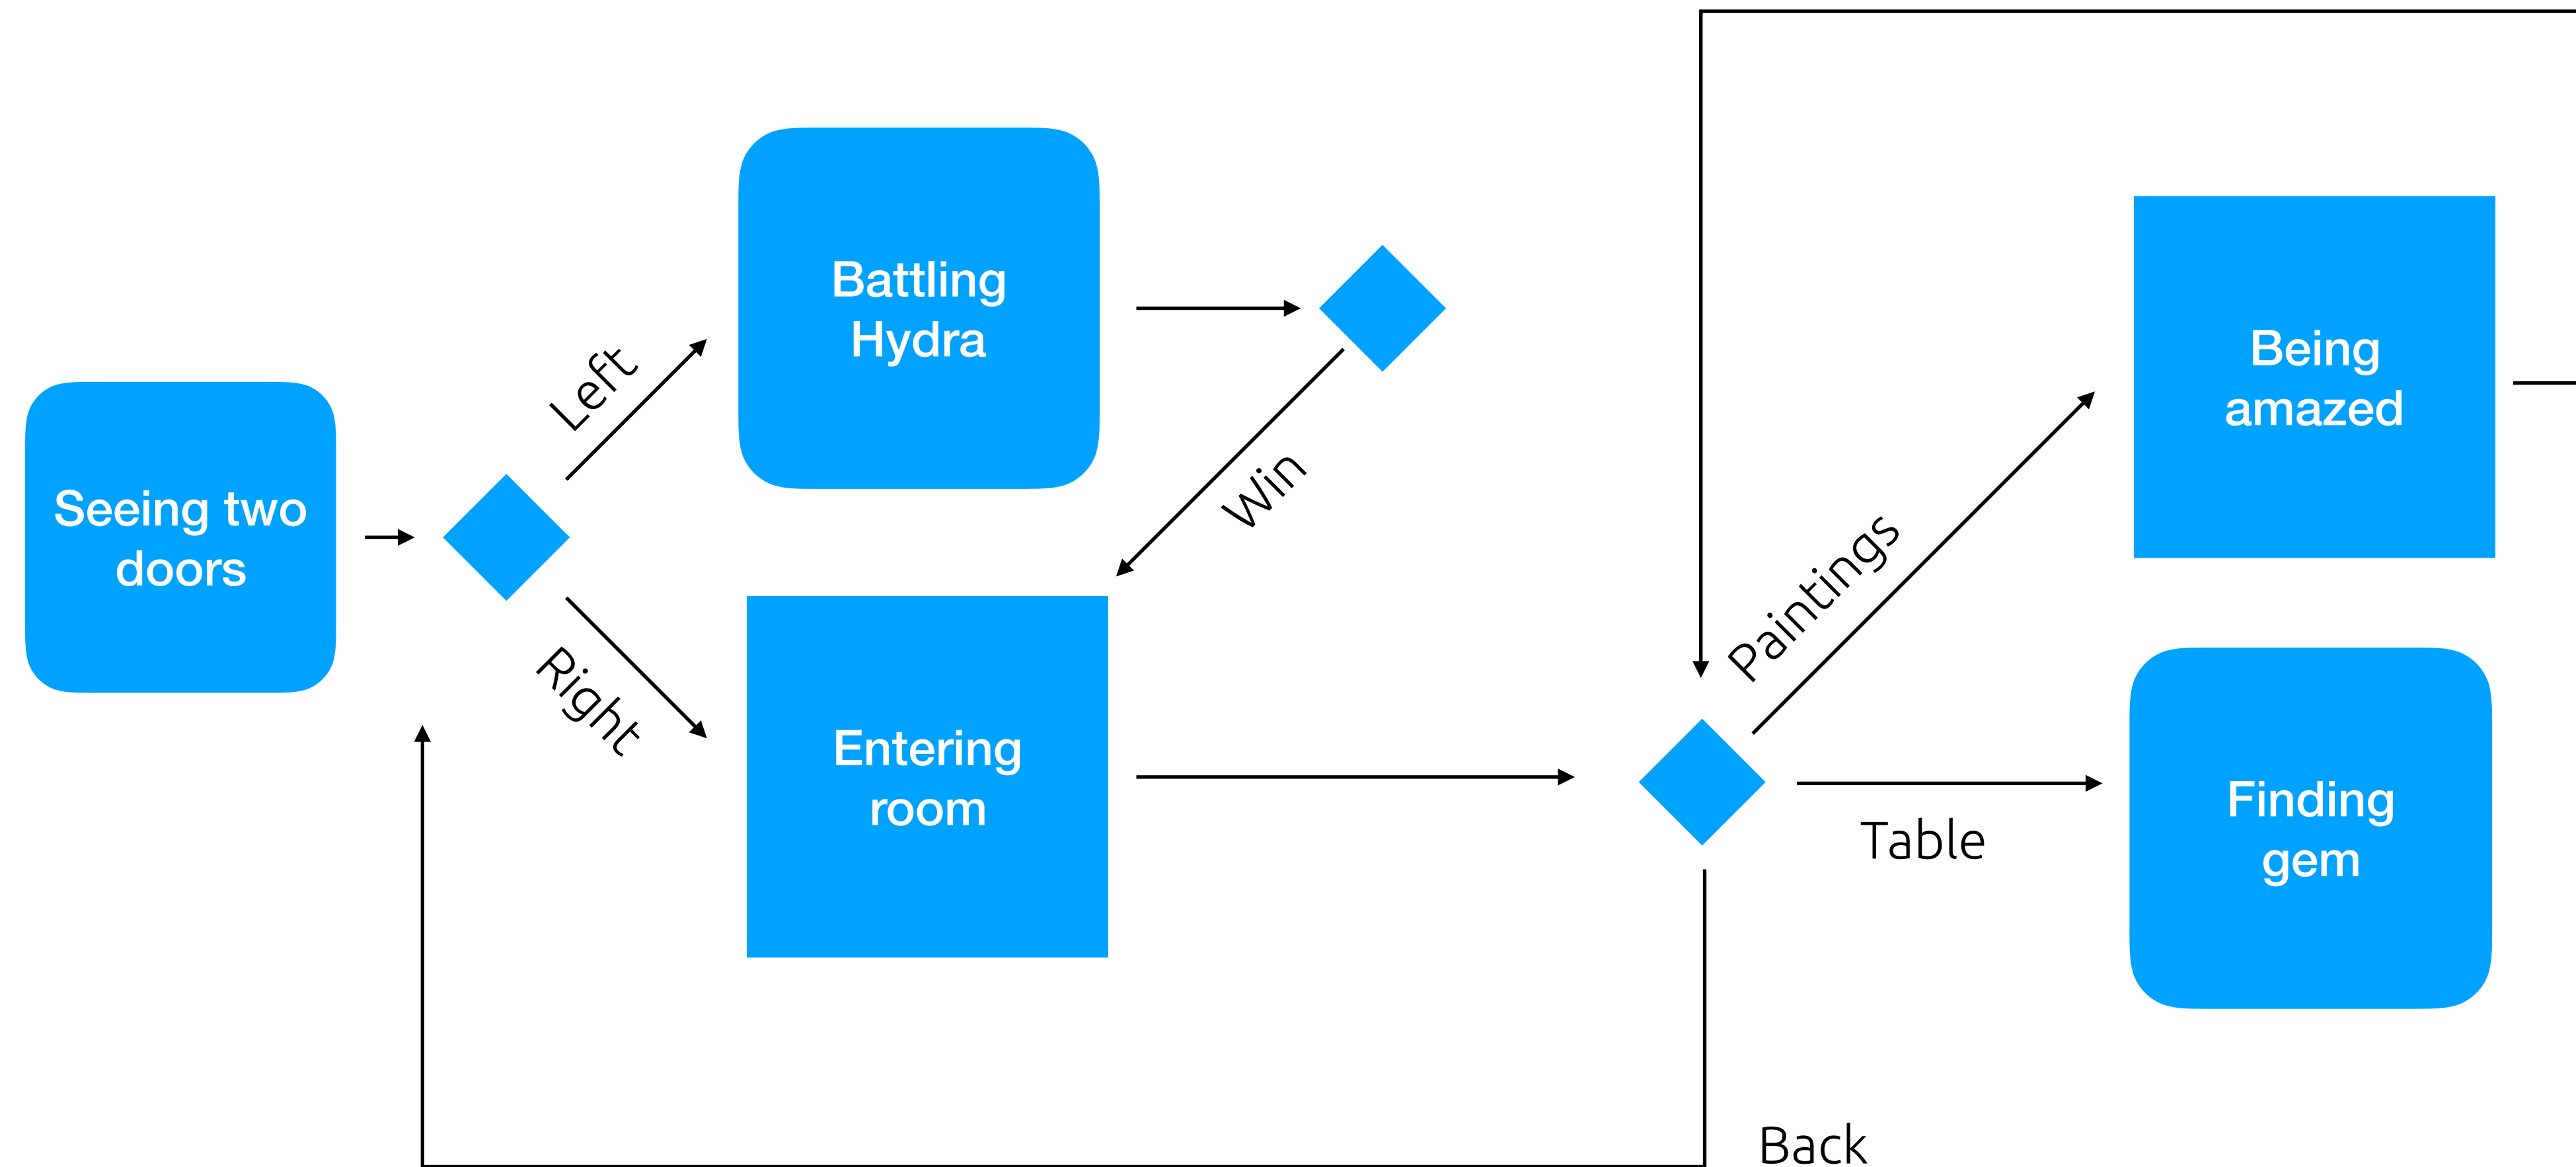 Seeing two
doors
Left
Right
Battling
Hydra
Win
Entering
room
Paintings
Table
Back
Being
amazed
Finding
gem